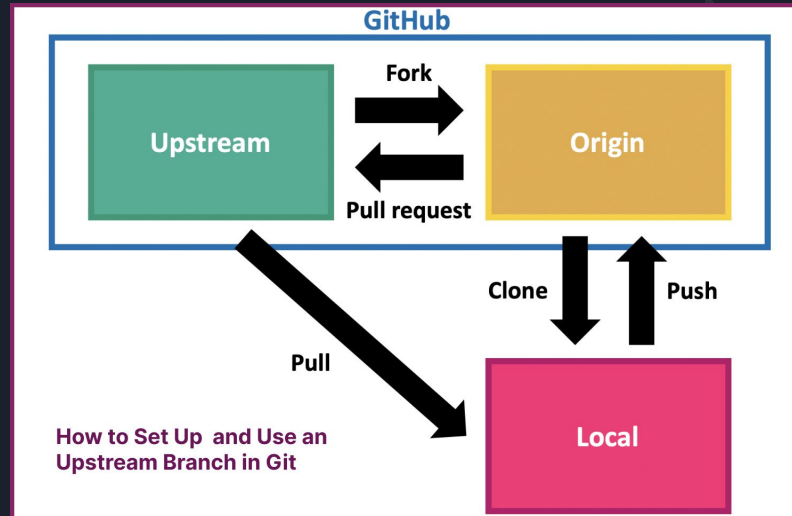 GitHub
Fork
Upstream
Origin
Pull request
Clone
Push
Pull
How to Set Up and Use an
Upstream Branch in Git
Local